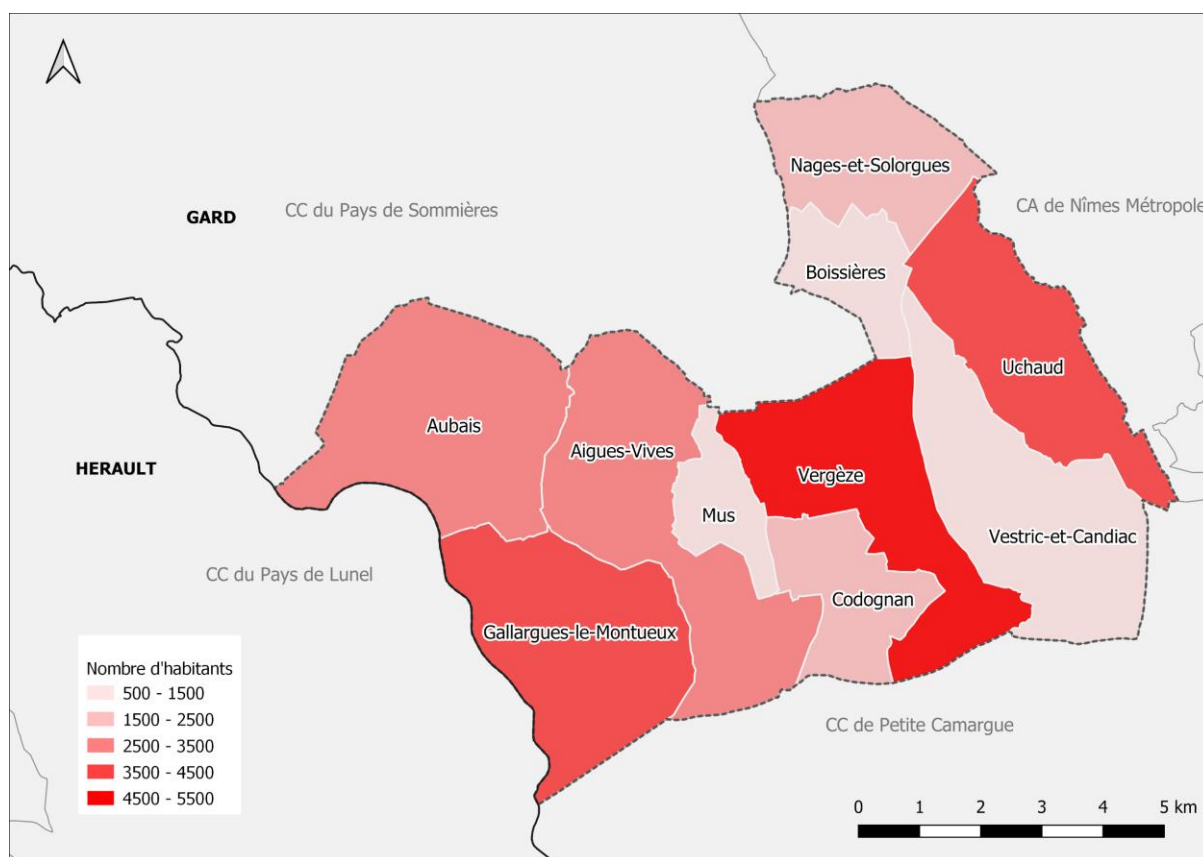 Nages-et-Solorgues
GARD
CC du Pays de Sommières
CA de Nîmes Métropole
Boissières
Uchaud
Aubais
Aigues-Vives
HERAULT
Vergèze
Mus
Vestric-et-Candiac
CC du Pays de Lunel
Codognan
Gallargues-le-Montueux
Nombre d'habitants
500 - 1500
1500 - 2500
2500 - 3500
3500 - 4500
4500 - 5500
CC de Petite Camargue
0 1 2 3 4 5 km